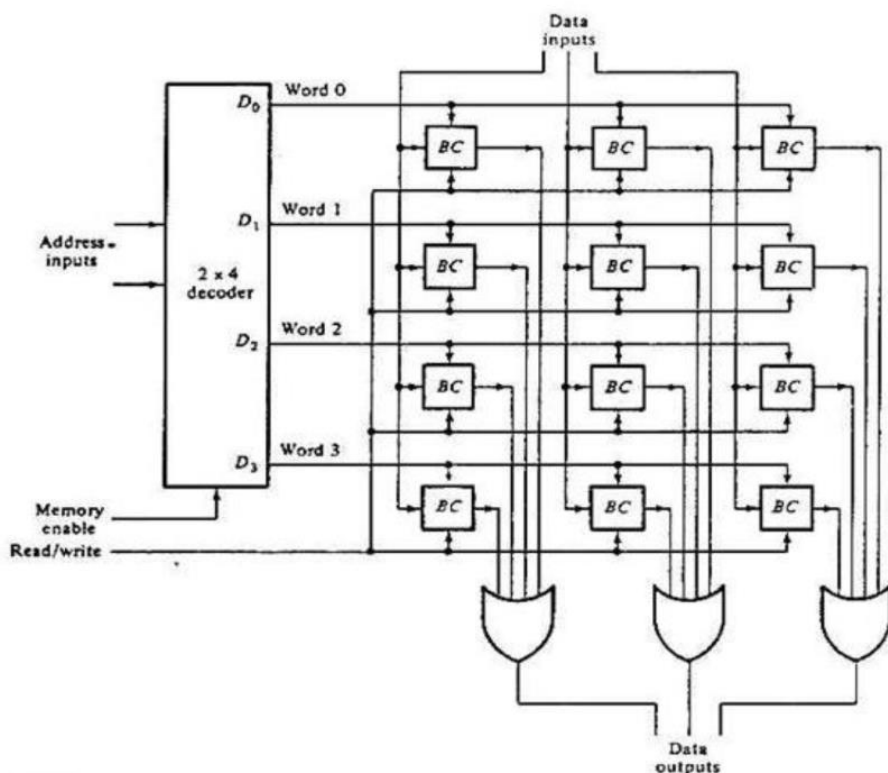 Data
inputs
Word 0
D0
BC BC BC
Word 1
D1
Address
inputs
2 x 4
decoder
BC BC BC
Word 2
D2
BC BC BC
Word 3
D3
BC BC BC
Memory
enable
Read/write
Data
outputs